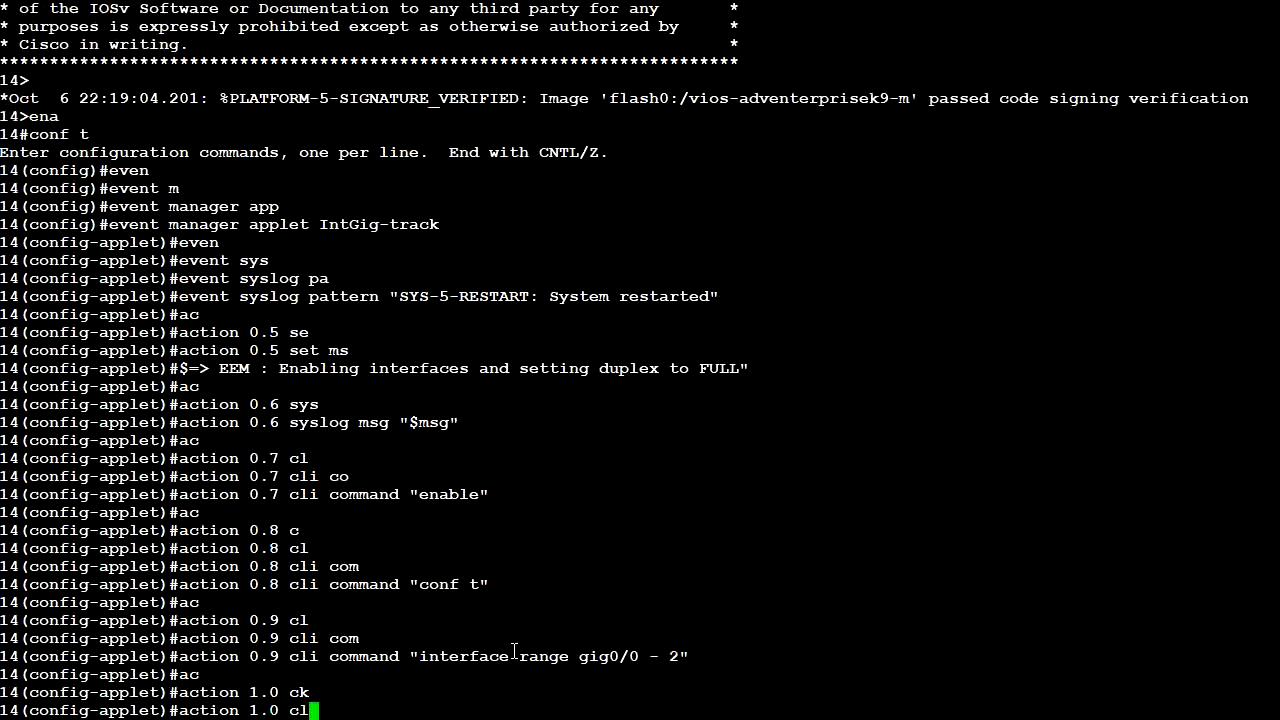 * of the IOSv Software or Documentation to any third party for any       *
* purposes is expressly prohibited except as otherwise authorized by     *
* Cisco in writing.                                                      *
**************************************************************************
14>
*Oct  6 22:19:04.201: %PLATFORM-5-SIGNATURE_VERIFIED: Image 'flash0:/vios-adventerprisek9-m' passed code signing verification
14>ena
14#conf t
Enter configuration commands, one per line.  End with CNTL/Z.
14(config)#even
14(config)#event m
14(config)#event manager app
14(config)#event manager applet IntGig-track
14(config-applet)#even
14(config-applet)#event sys
14(config-applet)#event syslog pa
14(config-applet)#event syslog pattern "SYS-5-RESTART: System restarted"
14(config-applet)#ac
14(config-applet)#action 0.5 se
14(config-applet)#action 0.5 set ms
14(config-applet)#$=> EEM : Enabling interfaces and setting duplex to FULL"
14(config-applet)#ac
14(config-applet)#action 0.6 sys
14(config-applet)#action 0.6 syslog msg "$msg"
14(config-applet)#ac
14(config-applet)#action 0.7 cl
14(config-applet)#action 0.7 cli co
14(config-applet)#action 0.7 cli command "enable"
14(config-applet)#ac
14(config-applet)#action 0.8 c
14(config-applet)#action 0.8 cl
14(config-applet)#action 0.8 cli com
14(config-applet)#action 0.8 cli command "conf t"
14(config-applet)#ac
14(config-applet)#action 0.9 cl
14(config-applet)#action 0.9 cli com
14(config-applet)#action 0.9 cli command "interface range gig0/0 - 2"
14(config-applet)#ac
14(config-applet)#action 1.0 ck
14(config-applet)#action 1.0 cl